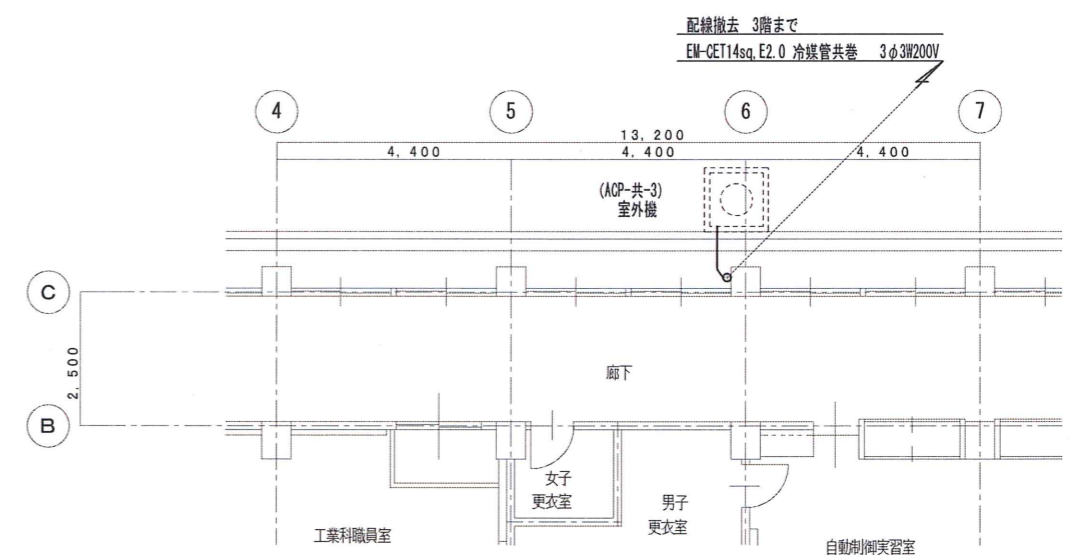 配線撤去 3階まで
EM-CET14sq,E2.0 冷媒管共巻 3φ3W200V
4
5
6
7
13,200
4,400
4,400
4,400
(ACP-共-3)
室外機
C
2,500
廊下
B
女子
更衣室
男子
更衣室
工業科職員室
自動制御実習室